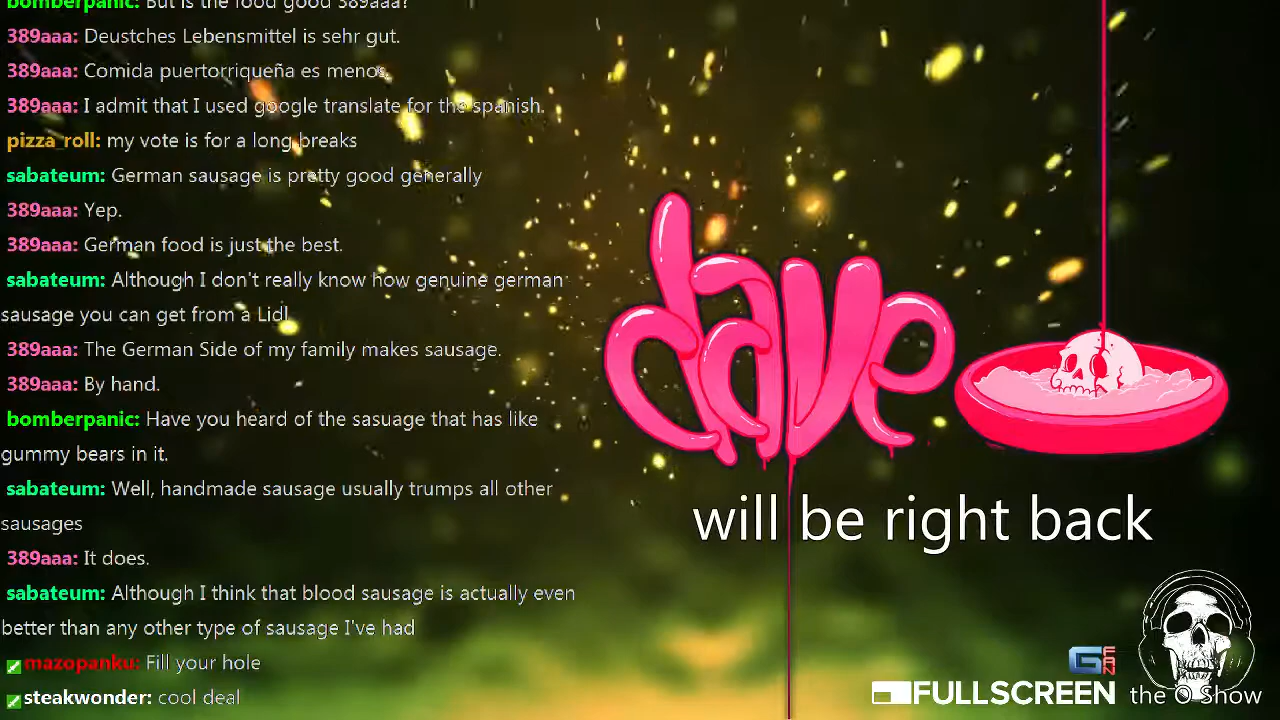 bomberpanic: But is the food good 389aaa?
389aaa: Deustches Lebensmittel is sehr gut.
389aaa: Comida puertorriqueña es menos.
389aaa: I admit that I used google translate for the spanish.
pizza_roll: my vote is for a long breaks
sabateum: German sausage is pretty good generally
389aaa: Yep.
389aaa: German food is just the best.
sabateum: Although I don't really know how genuine german
sausage you can get from a Lidl
389aaa: The German Side of my family makes sausage.
389aaa: By hand.
bomberpanic: Have you heard of the sasuage that has like
gummy bears in it.
sabateum: Well, handmade sausage usually trumps all other
sausages
389aaa: It does.
sabateum: Although I think that blood sausage is actually even
better than any other type of sausage I've had
mazopanku: Fill your hole
steakwonder: cool deal
dave
will be right back
G FAN
FULLSCREEN
the O Show